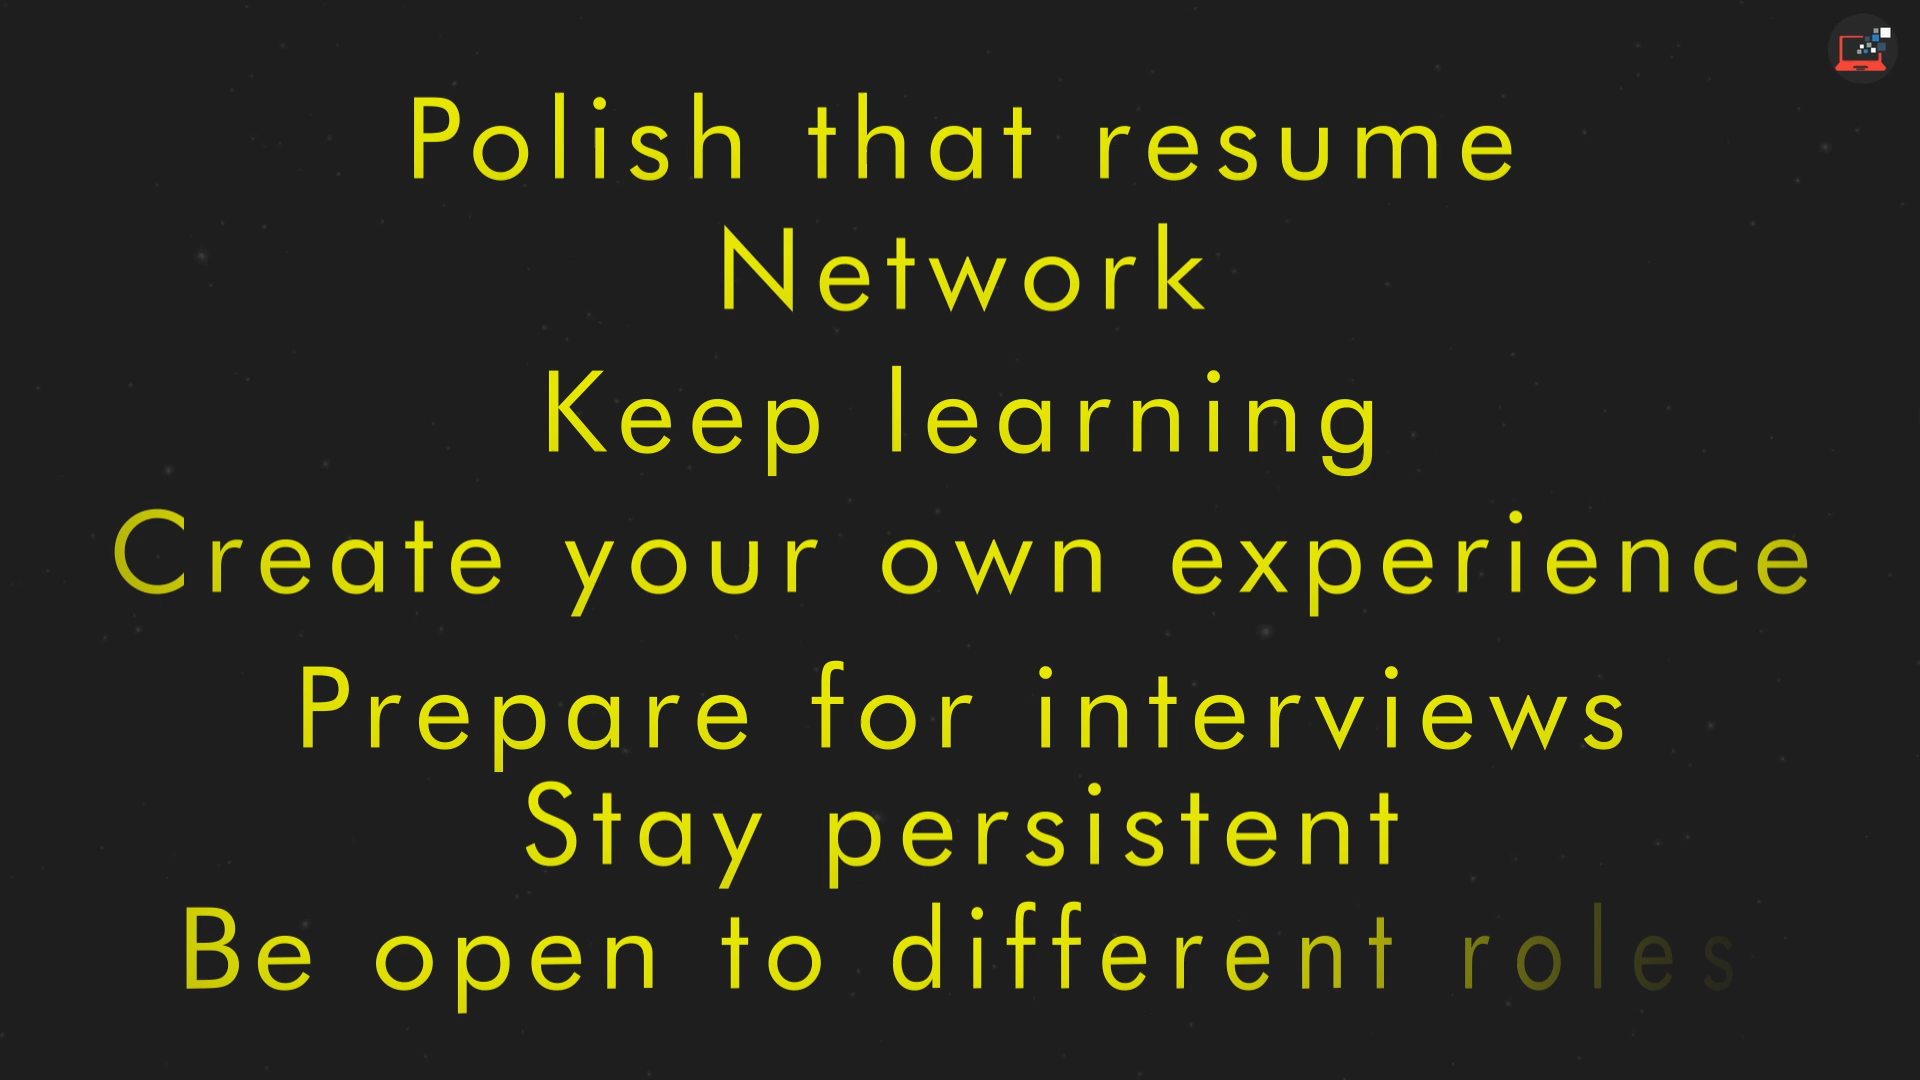 Polish that resume
Network
Keep learning
Create your own experience
Prepare for interviews
Stay persistent
Be open to different roles